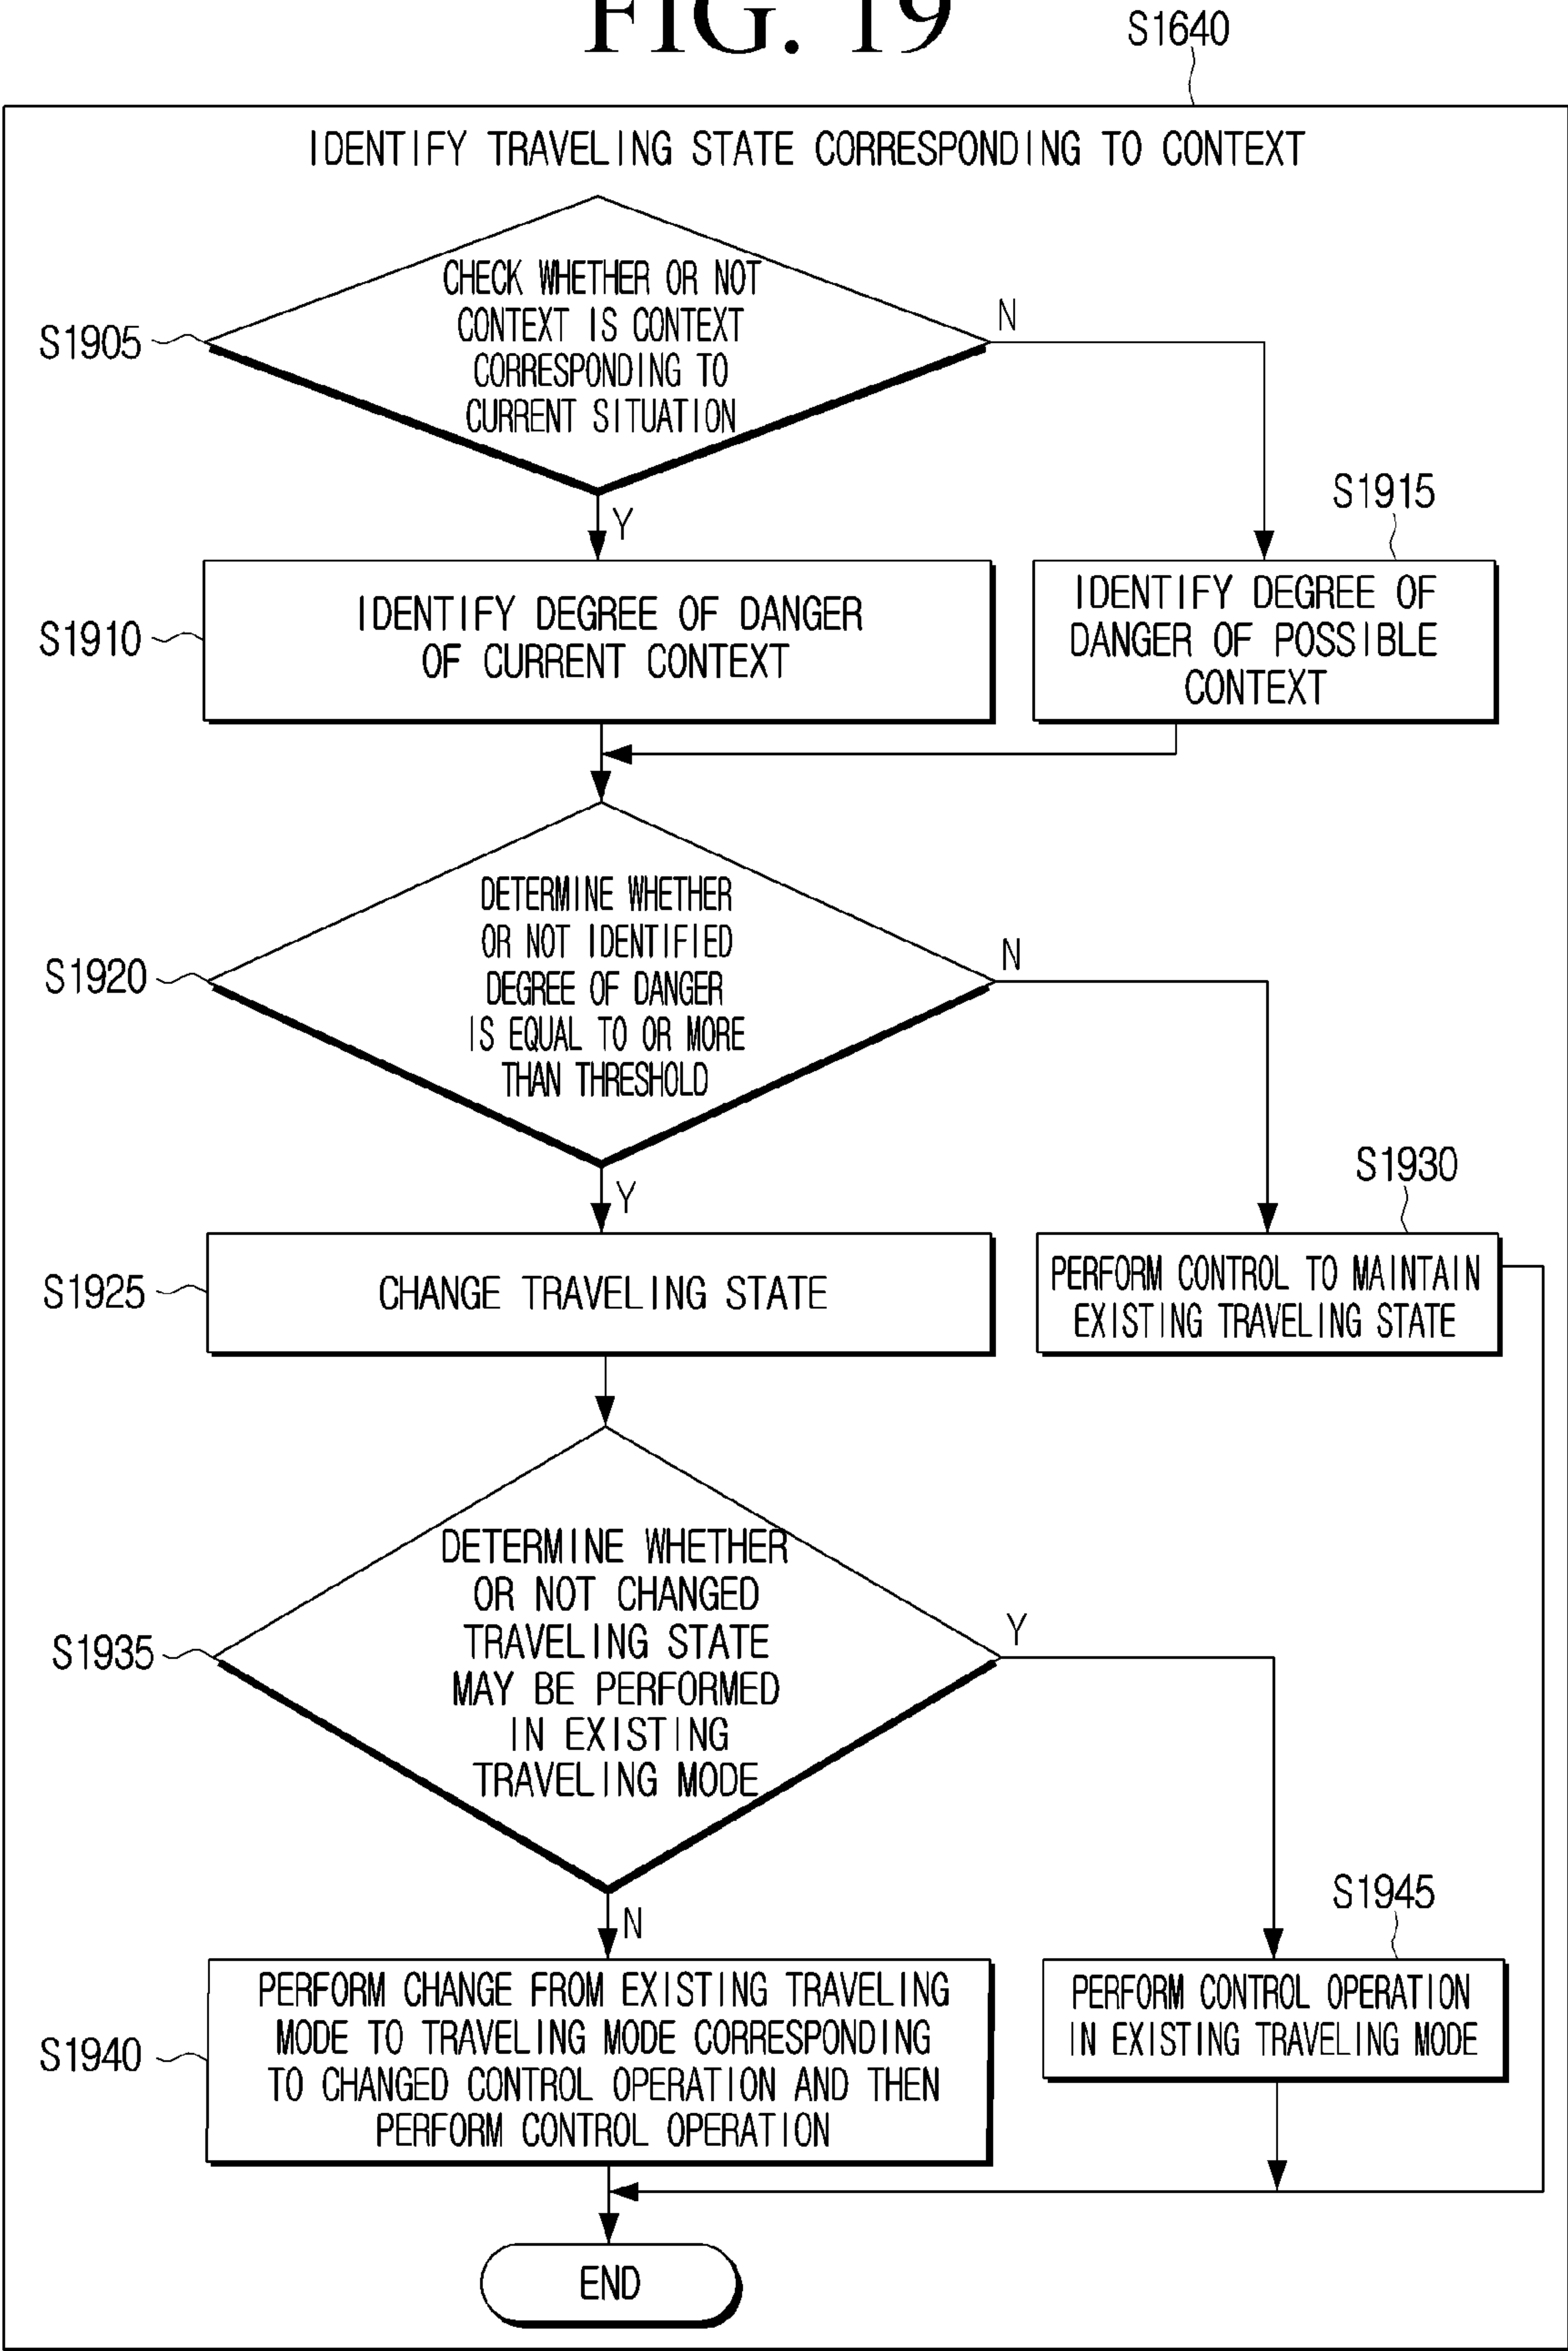 FIG. 19
S1640
IDENTIFY TRAVELING STATE CORRESPONDING TO CONTEXT
S1905
CHECK WHETHER OR NOT
CONTEXT IS CONTEXT
CORRESPONDING TO
CURRENT SITUATION
N
Y
S1910
IDENTIFY DEGREE OF DANGER
OF CURRENT CONTEXT
S1915
IDENTIFY DEGREE OF
DANGER OF POSSIBLE
CONTEXT
S1920
DETERMINE WHETHER
OR NOT IDENTIFIED
DEGREE OF DANGER
IS EQUAL TO OR MORE
THAN THRESHOLD
N
Y
S1925
CHANGE TRAVELING STATE
S1930
PERFORM CONTROL TO MAINTAIN
EXISTING TRAVELING STATE
S1935
DETERMINE WHETHER
OR NOT CHANGED
TRAVELING STATE
MAY BE PERFORMED
IN EXISTING
TRAVELING MODE
Y
N
S1940
PERFORM CHANGE FROM EXISTING TRAVELING
MODE TO TRAVELING MODE CORRESPONDING
TO CHANGED CONTROL OPERATION AND THEN
PERFORM CONTROL OPERATION
S1945
PERFORM CONTROL OPERATION
IN EXISTING TRAVELING MODE
END